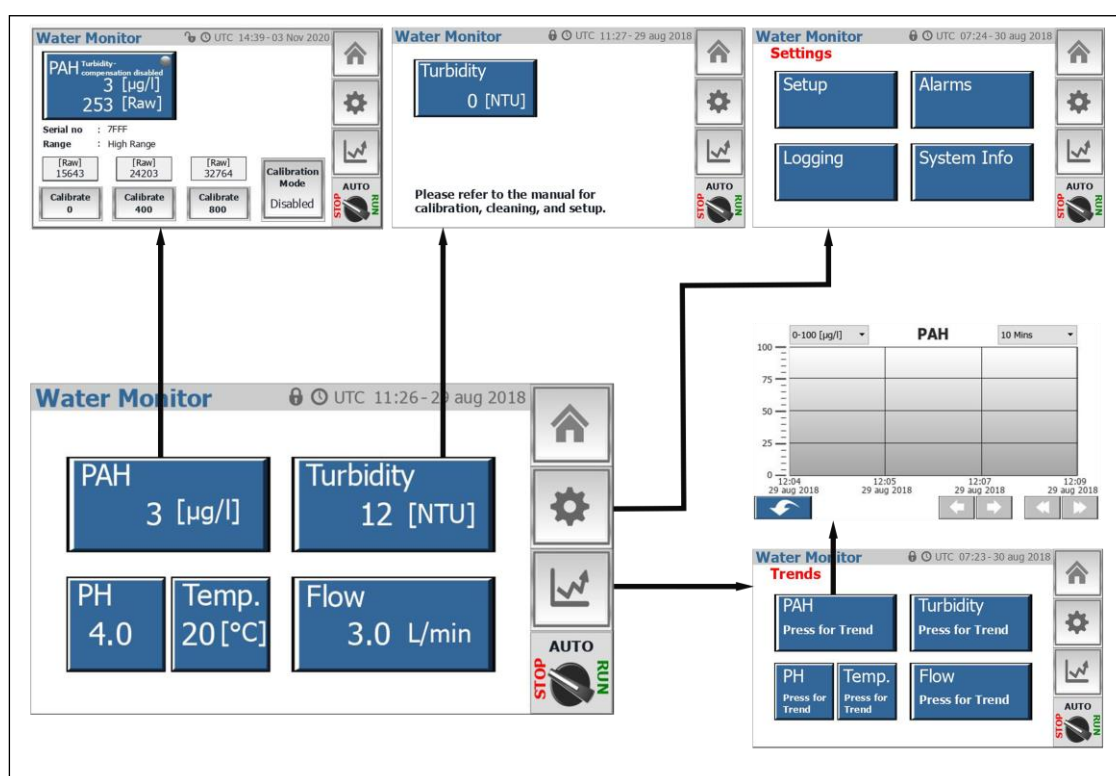 Water Monitor UTC 14:39-03 Nov 2020
PAH Turbidity-
compensation disabled
3 [µg/l]
253 [Raw]
Serial no : 7FFF
Range : High Range
[Raw] [Raw] [Raw]
15643 24203 32764
Calibrate Calibrate Calibrate
0 400 800
Calibration
Mode
Disabled
AUTO
STOP
RUN
Water Monitor UTC 11:27-29 aug 2018
Turbidity
0 [NTU]
Please refer to the manual for
calibration, cleaning, and setup.
AUTO
STOP
RUN
Water Monitor UTC 07:24-30 aug 2018
Settings
Setup Alarms
Logging System Info
AUTO
STOP
RUN
Water Monitor UTC 11:26-29 aug 2018
PAH Turbidity
3 [µg/l] 12 [NTU]
PH Temp. Flow
4.0 20 [°C] 3.0 L/min
AUTO
STOP
RUN
0-100 [µg/l] PAH 10 Mins
100
75
50
25
0
12:04 12:05 12:07 12:09
29 aug 2018 29 aug 2018 29 aug 2018 29 aug 2018
Water Monitor UTC 07:23-30 aug 2018
Trends
PAH Turbidity
Press for Trend Press for Trend
PH Temp. Flow
Press for Press for Press for Trend
Trend Trend
AUTO
STOP
RUN